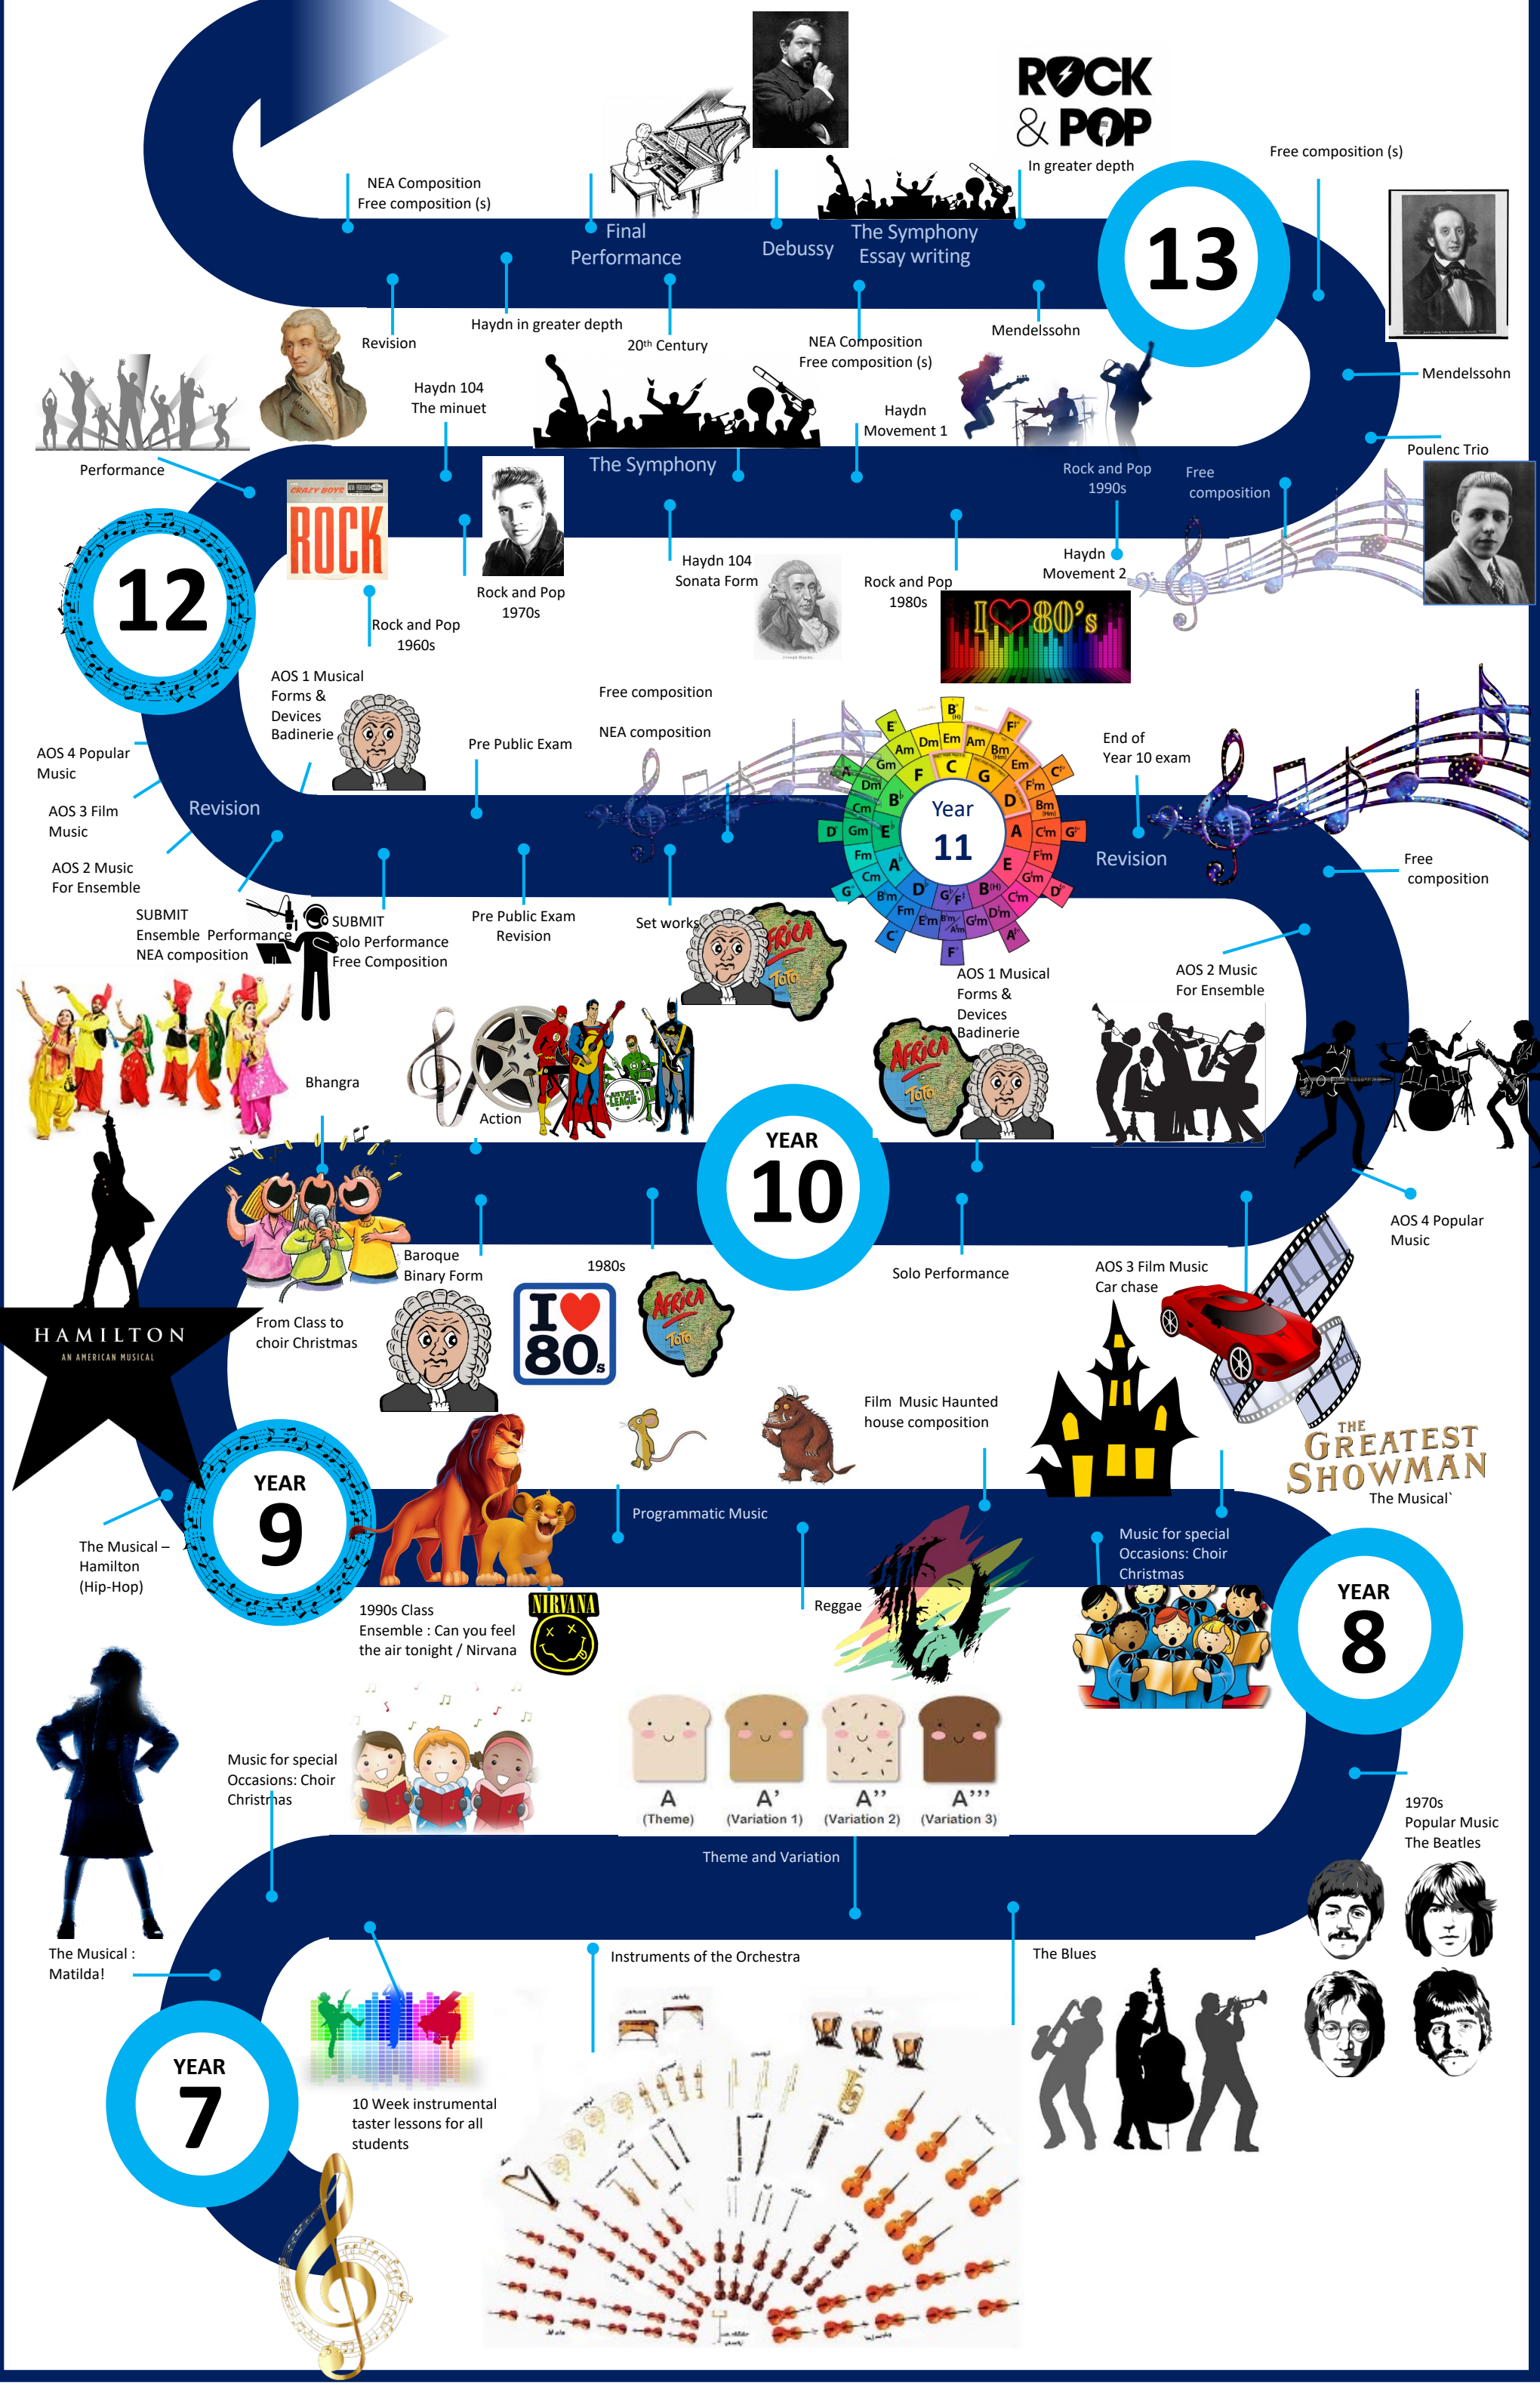 ROCK
& POP
In greater depth
Free composition (s)
NEA Composition
Free composition (s)
Final
Performance
Debussy
The Symphony
Essay writing
13
Revision
Haydn in greater depth
20th Century
NEA Composition
Free composition (s)
Mendelssohn
Mendelssohn
Poulenc Trio
Performance
Haydn 104
The minuet
The Symphony
Haydn
Movement 1
Rock and Pop
1990s
Free
composition
CRAZY BOYS
ROCK
12
Rock and Pop
1960s
Rock and Pop
1970s
Haydn 104
Sonata Form
Rock and Pop
1980s
I 80's
Haydn
Movement 2
AOS 1 Musical
Forms &
Devices
Badinerie
Pre Public Exam
Free composition
NEA composition
Year
11
C
G
D
A
E
B(H)
G♭/F♯
D♭
A♭
E♭
B♭
F
End of
Year 10 exam
Revision
Free
composition
AOS 4 Popular
Music
AOS 3 Film
Music
AOS 2 Music
For Ensemble
Revision
SUBMIT
Ensemble Performance
NEA composition
SUBMIT
Solo Performance
Free Composition
Pre Public Exam
Revision
Set works
AFRICA
ToTo
AOS 1 Musical
Forms &
Devices
Badinerie
AFRICA
ToTo
AOS 2 Music
For Ensemble
Bhangra
Action
JUSTICE
LEAGUE
YEAR
10
AOS 4 Popular
Music
Baroque
Binary Form
1980s
I
80s
AFRICA
ToTo
Solo Performance
AOS 3 Film Music
Car chase
From Class to
choir Christmas
HAMILTON
AN AMERICAN MUSICAL
Film Music Haunted
house composition
THE
GREATEST
SHOWMAN
The Musical`
YEAR
9
The Musical –
Hamilton
(Hip-Hop)
Programmatic Music
Music for special
Occasions: Choir
Christmas
1990s Class
Ensemble : Can you feel
the air tonight / Nirvana
NIRVANA
Reggae
YEAR
8
Music for special
Occasions: Choir
Christmas
A
(Theme)
A'
(Variation 1)
A''
(Variation 2)
A'''
(Variation 3)
1970s
Popular Music
The Beatles
Theme and Variation
The Musical :
Matilda!
Instruments of the Orchestra
The Blues
YEAR
7
10 Week instrumental
taster lessons for all
students